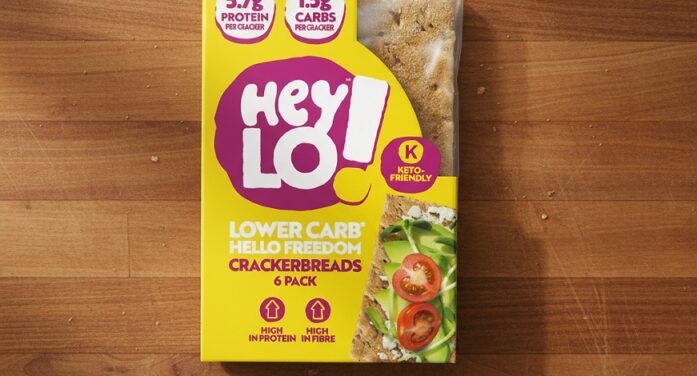 5.7g
PROTEIN
PER CRACKER
1.5g
CARBS
PER CRACKER
Hey
LO!
K
KETO-
FRIENDLY
LOWER CARB*
HELLO FREEDOM
CRACKERBREADS
6 PACK
HIGH
IN PROTEIN
HIGH
IN FIBRE